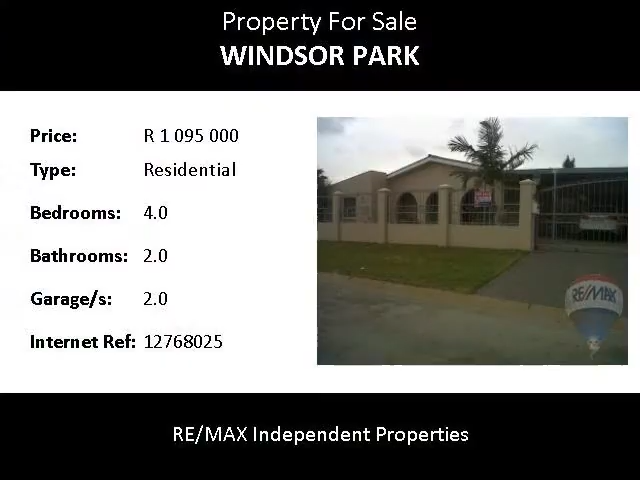 Property For Sale
WINDSOR PARK
Price: R 1 095 000
Type: Residential
Bedrooms: 4.0
Bathrooms: 2.0
Garage/s: 2.0
Internet Ref: 12768025
RE/MAX
RE/MAX Independent Properties